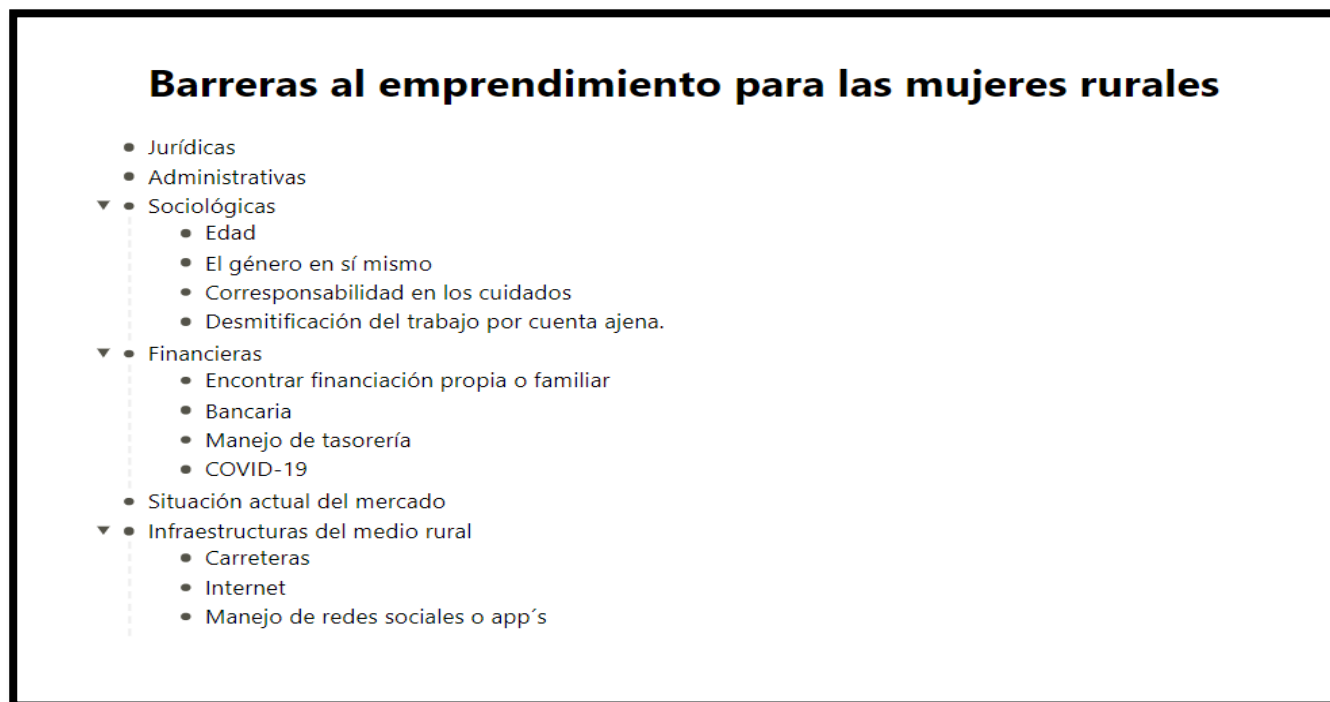 Barreras al emprendimiento para las mujeres rurales
Jurídicas
Administrativas
Sociológicas
Edad
El género en sí mismo
Corresponsabilidad en los cuidados
Desmitificación del trabajo por cuenta ajena.
Financieras
Encontrar financiación propia o familiar
Bancaria
Manejo de tasorería
COVID-19
Situación actual del mercado
Infraestructuras del medio rural
Carreteras
Internet
Manejo de redes sociales o app´s